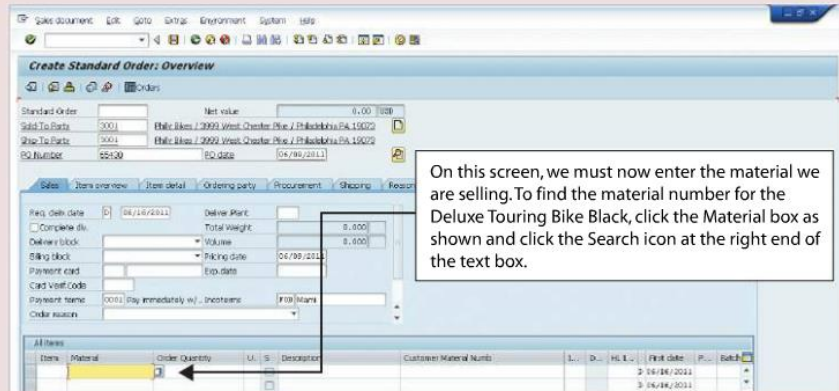 Sales document Edit Goto Extras Environment System Help
Create Standard Order: Overview
Orders
Standard Order Net value 0.00 USD
Sold-To Party 3001 Philly Bikes / 3999 West Chester Pike / Philadelphia PA 19073
Ship-To Party 3001 Philly Bikes / 3999 West Chester Pike / Philadelphia PA 19073
PO Number 65430 PO date 06/09/2011
Sales Item overview Item detail Ordering party Procurement Shipping Reason
On this screen, we must now enter the material we
are selling. To find the material number for the
Deluxe Touring Bike Black, click the Material box as
shown and click the Search icon at the right end of
the text box.
Req. deliv.date D 06/16/2011 Deliver.Plant
Complete dlv. Total Weight 0.000
Delivery block Volume 0.000
Billing block Pricing date 06/09/2011
Payment card Exp.date
Card Verif.Code
Payment terms 0001 Pay immediately w/ .. Incoterms FOB Miami
Order reason
All items
Item Material Order Quantity U.. S Description Customer Material Numb I... D... HL I... First date P... Batch
D 06/16/2011
D 06/16/2011